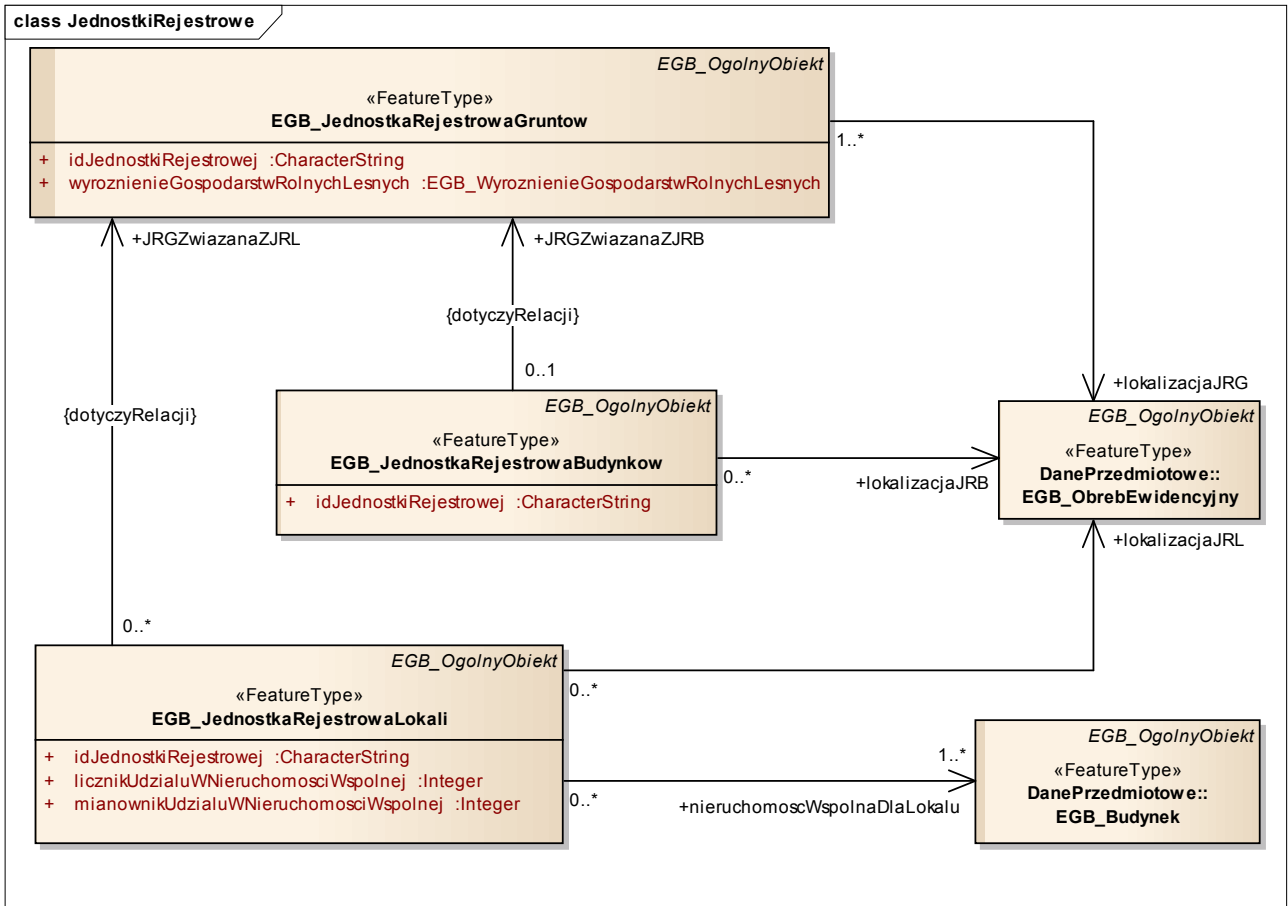 class JednostkiRejestrowe
EGB_OgolnyObiekt
«FeatureType»
EGB_JednostkaRejestrowaGruntow
+ idJednostkiRejestrowej :CharacterString
+ wyroznienieGospodarstwRolnychLesnych :EGB_WyroznienieGospodarstwRolnychLesnych
1..*
+JRGZwiazanaZJRL
+JRGZwiazanaZJRB
{dotyczyRelacji}
0..1
+lokalizacjaJRG
{dotyczyRelacji}
EGB_OgolnyObiekt
«FeatureType»
EGB_JednostkaRejestrowaBudynkow
+ idJednostkiRejestrowej :CharacterString
0..*
+lokalizacjaJRB
EGB_OgolnyObiekt
«FeatureType»
DanePrzedmiotowe::
EGB_ObrebEwidencyjny
+lokalizacjaJRL
0..*
EGB_OgolnyObiekt
«FeatureType»
EGB_JednostkaRejestrowaLokali
+ idJednostkiRejestrowej :CharacterString
+ licznikUdzialuWNieruchomosciWspolnej :Integer
+ mianownikUdzialuWNieruchomosciWspolnej :Integer
0..*
0..*
1..*
+nieruchomoscWspolnaDlaLokalu
EGB_OgolnyObiekt
«FeatureType»
DanePrzedmiotowe::
EGB_Budynek